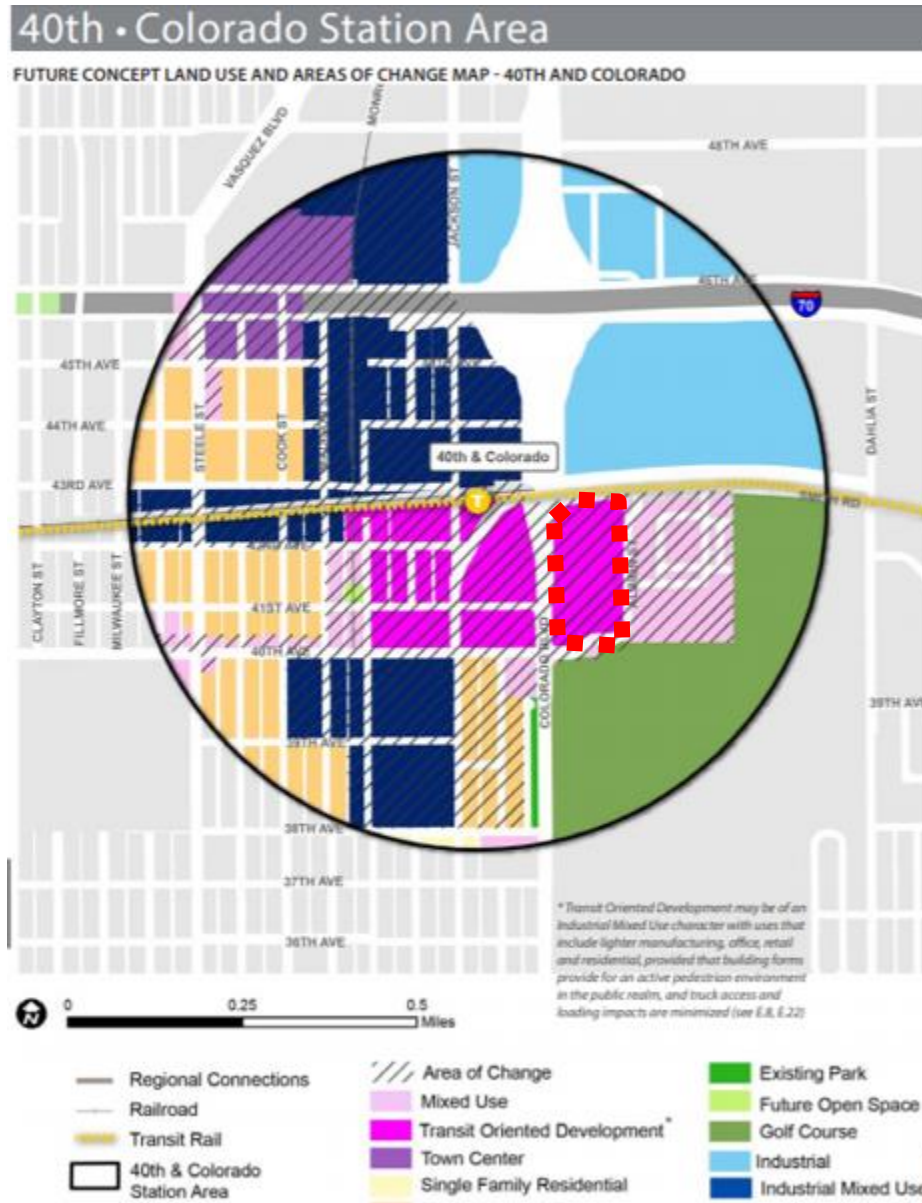 40th • Colorado Station Area
FUTURE CONCEPT LAND USE AND AREAS OF CHANGE MAP - 40TH AND COLORADO
VASQUEZ BLVD
48TH AVE
JACKSON ST
46TH AVE
70
45TH AVE
STEELE ST
COOK ST
DAHLIA ST
44TH AVE
40th & Colorado
43RD AVE
T
SMITH RD
CLAYTON ST
FILLMORE ST
MILWAUKEE ST
41ST AVE
40TH AVE
COLORADO BLVD
39TH AVE
39TH AV
38TH AVE
37TH AVE
36TH AVE
* Transit Oriented Development may be of an
Industrial Mixed Use character with uses that
include lighter manufacturing, office, retail
and residential, provided that building forms
provide for an active pedestrian environment
in the public realm, and truck access and
loading impacts are minimized (see E.8, E.22)
N
0 0.25 0.5
Miles
Regional Connections
Railroad
Transit Rail
40th & Colorado
Station Area
Area of Change
Mixed Use
Transit Oriented Development*
Town Center
Single Family Residential
Existing Park
Future Open Space
Golf Course
Industrial
Industrial Mixed Use